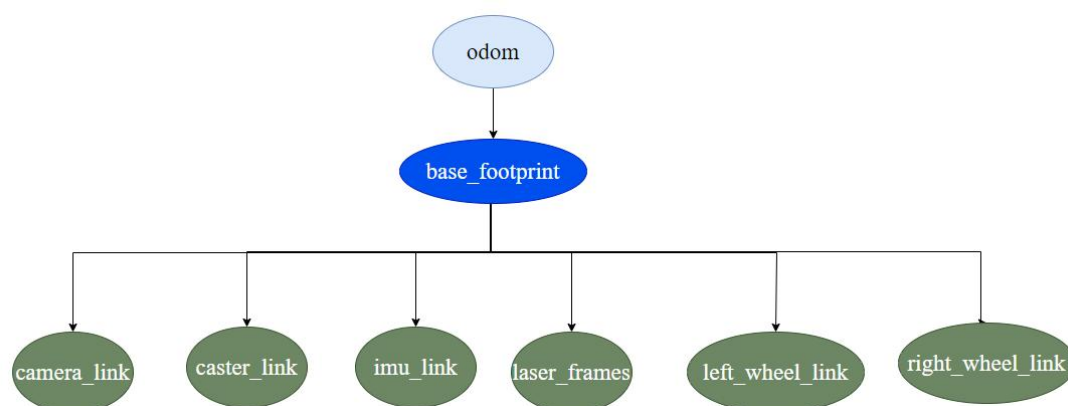 odom
base_footprint
camera_link
caster_link
imu_link
laser_frames
left_wheel_link
right_wheel_link